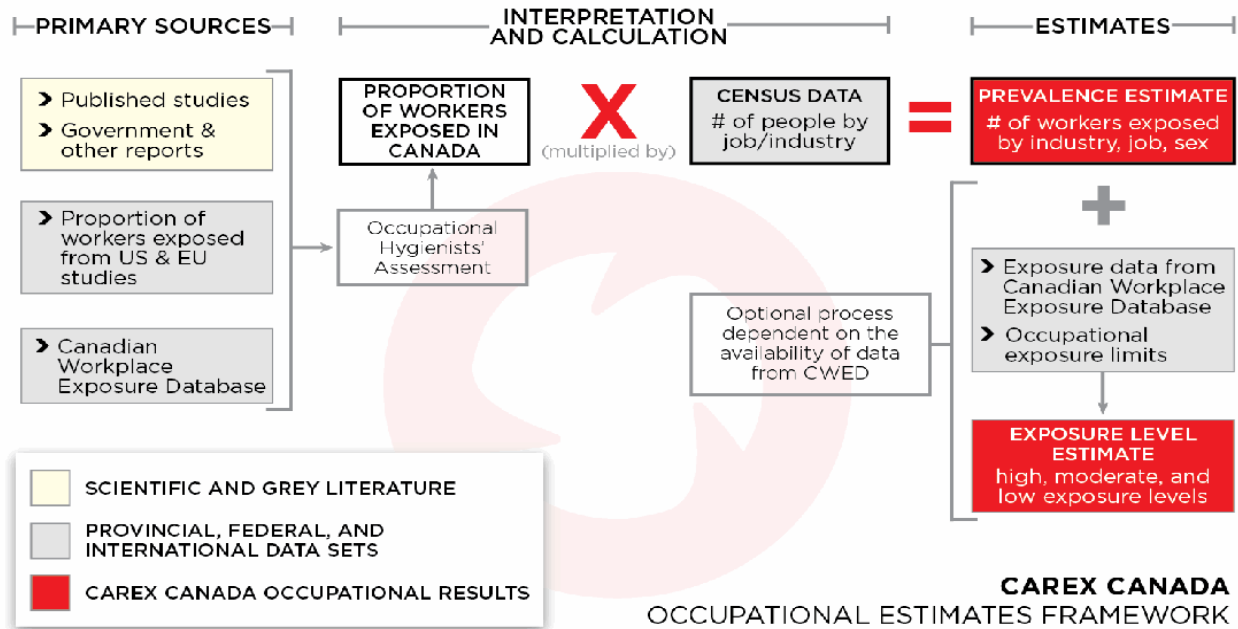 PRIMARY SOURCES
INTERPRETATION
AND CALCULATION
ESTIMATES
Published studies
Government &
other reports
Proportion of
workers exposed
from US & EU
studies
Canadian
Workplace
Exposure Database
PROPORTION
OF WORKERS
EXPOSED IN
CANADA
Occupational
Hygienists'
Assessment
X
(multiplied by)
CENSUS DATA
# of people by
job/industry
=
PREVALENCE ESTIMATE
# of workers exposed
by industry, job, sex
+
Optional process
dependent on the
availability of data
from CWED
Exposure data from
Canadian Workplace
Exposure Database
Occupational
exposure limits
EXPOSURE LEVEL
ESTIMATE
high, moderate, and
low exposure levels
SCIENTIFIC AND GREY LITERATURE
PROVINCIAL, FEDERAL, AND
INTERNATIONAL DATA SETS
CAREX CANADA OCCUPATIONAL RESULTS
CAREX CANADA
OCCUPATIONAL ESTIMATES FRAMEWORK